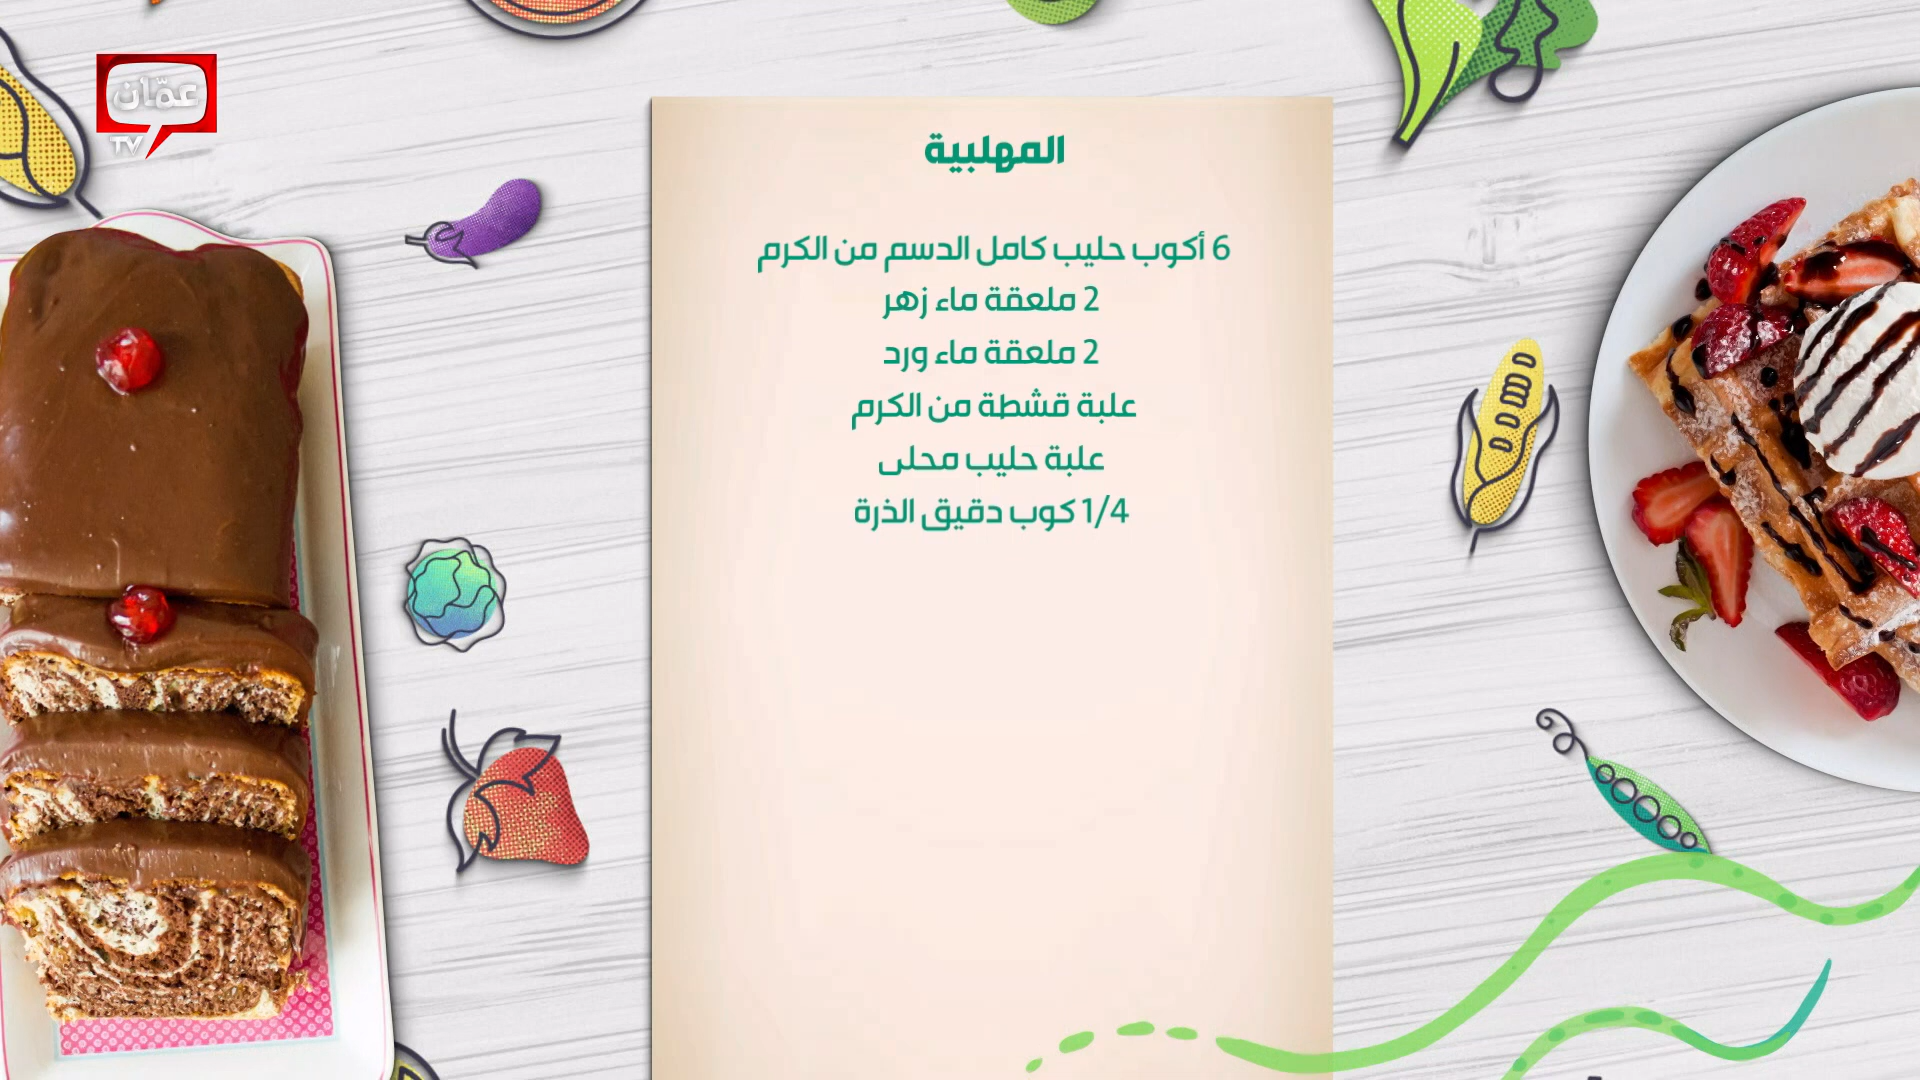 عمّان
TV
المهلبية
6 أكوب حليب كامل الدسم من الكرم
2 ملعقة ماء زهر
2 ملعقة ماء ورد
علبة قشطة من الكرم
علبة حليب محلى
1/4 كوب دقيق الذرة